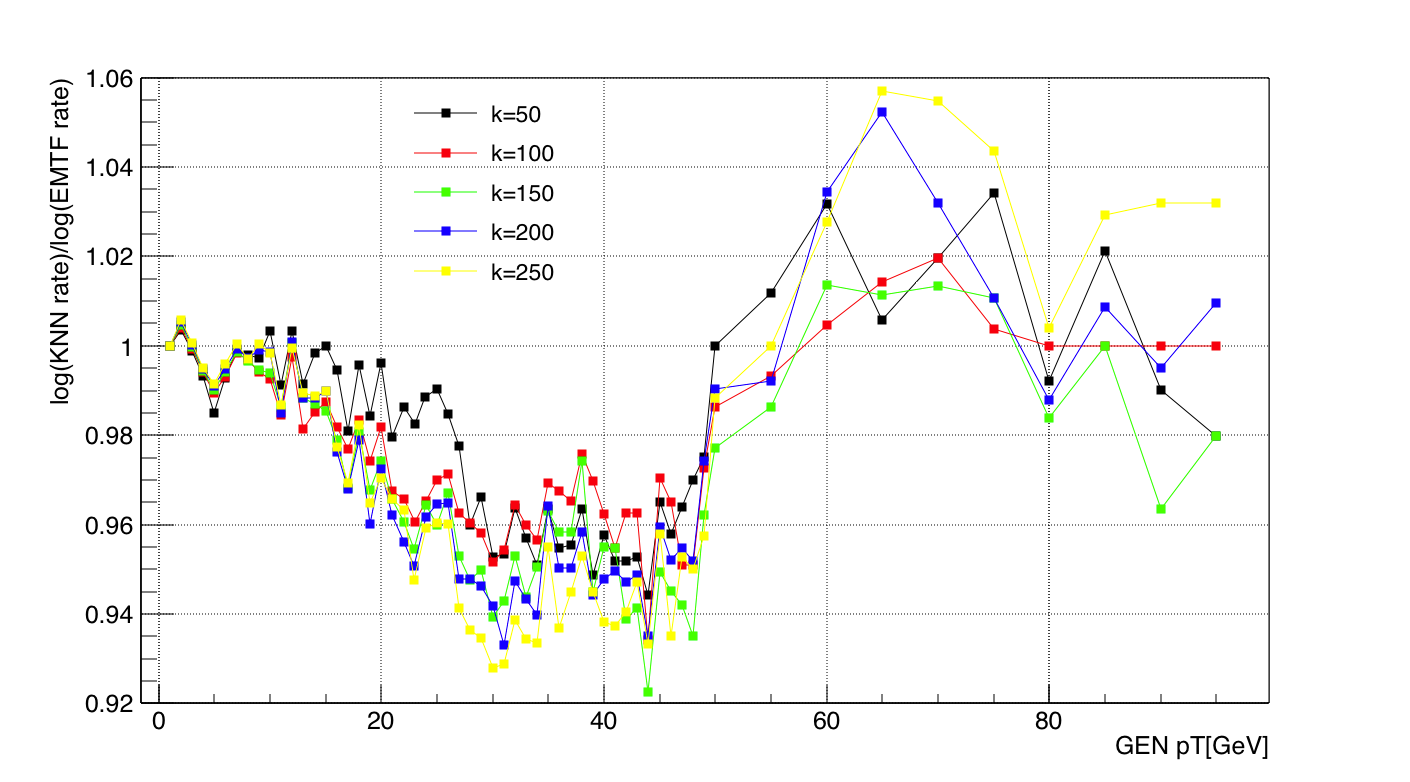 log(KNN rate)/log(EMTF rate)
1.06
1.04
1.02
1
0.98
0.96
0.94
0.92
k=50
k=100
k=150
k=200
k=250
0 20 40 60 80
GEN pT[GeV]